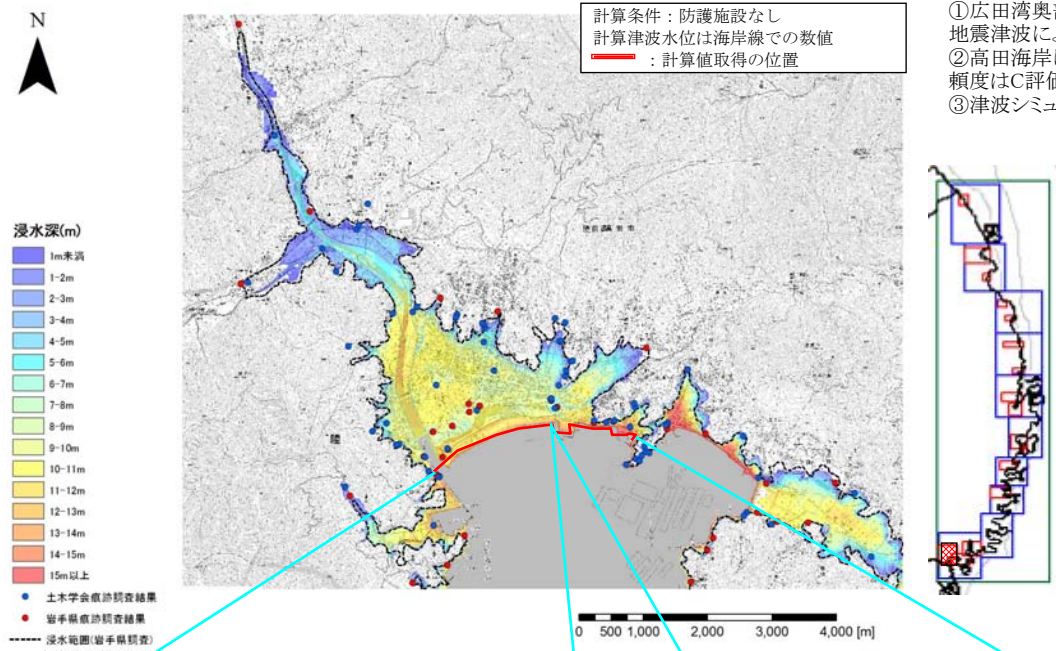 N
計算条件：防護施設なし
計算津波水位は海岸線での数値
：計算値取得の位置
①広田湾奥
地震津波によ
②高田海岸
頼度はC評価
③津波シミュ
浸水深(m)
1m未満
1-2m
2-3m
3-4m
4-5m
5-6m
6-7m
7-8m
8-9m
9-10m
10-11m
11-12m
12-13m
13-14m
14-15m
15m以上
土木学会痕跡調査結果
岩手県痕跡調査結果
浸水範囲(岩手県調査)
陸
0 500 1,000 2,000 3,000 4,000 [m]